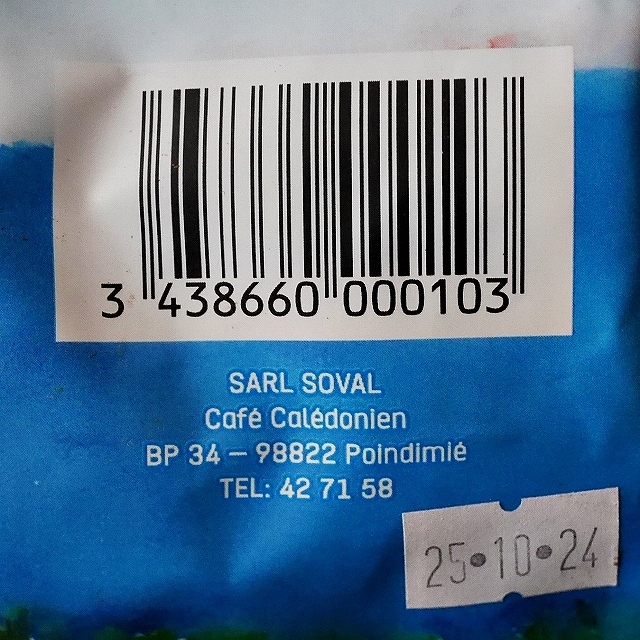 3 438660 000103
SARL SOVAL
Café Calédonien
BP 34 – 98822 Poindimié
TEL: 42 71 58
25•10•24